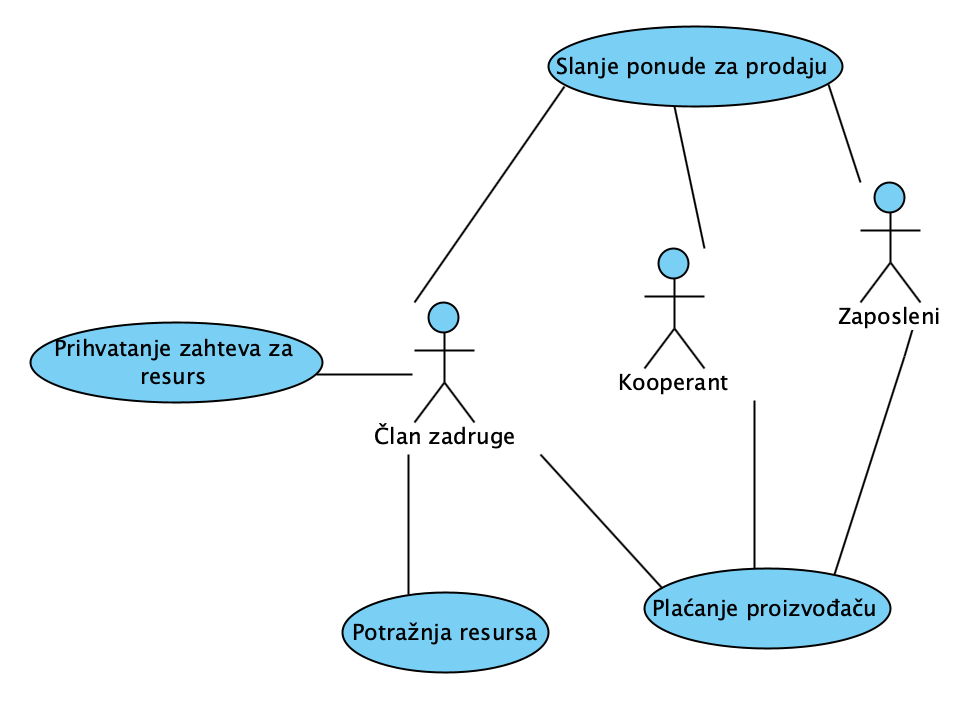 Slanje ponude za prodaju
Zaposleni
Prihvatanje zahteva za
resurs
Kooperant
Član zadruge
Plaćanje proizvođaču
Potražnja resursa